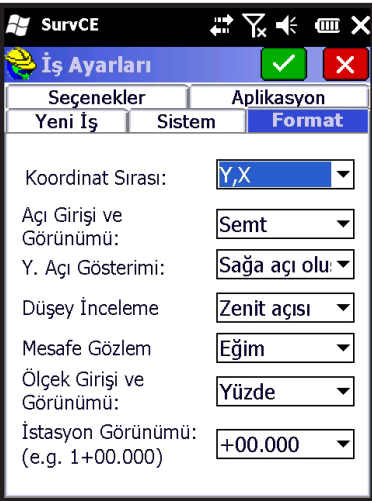 SurvCE
İş Ayarları
Seçenekler Aplikasyon
Yeni İş Sistem Format
Koordinat Sırası: Y,X
Açı Girişi ve
Görünümü: Semt
Y. Açı Gösterimi: Sağa açı olu
Düşey İnceleme Zenit açısı
Mesafe Gözlem Eğim
Ölçek Girişi ve
Görünümü: Yüzde
İstasyon Görünümü:
(e.g. 1+00.000) +00.000